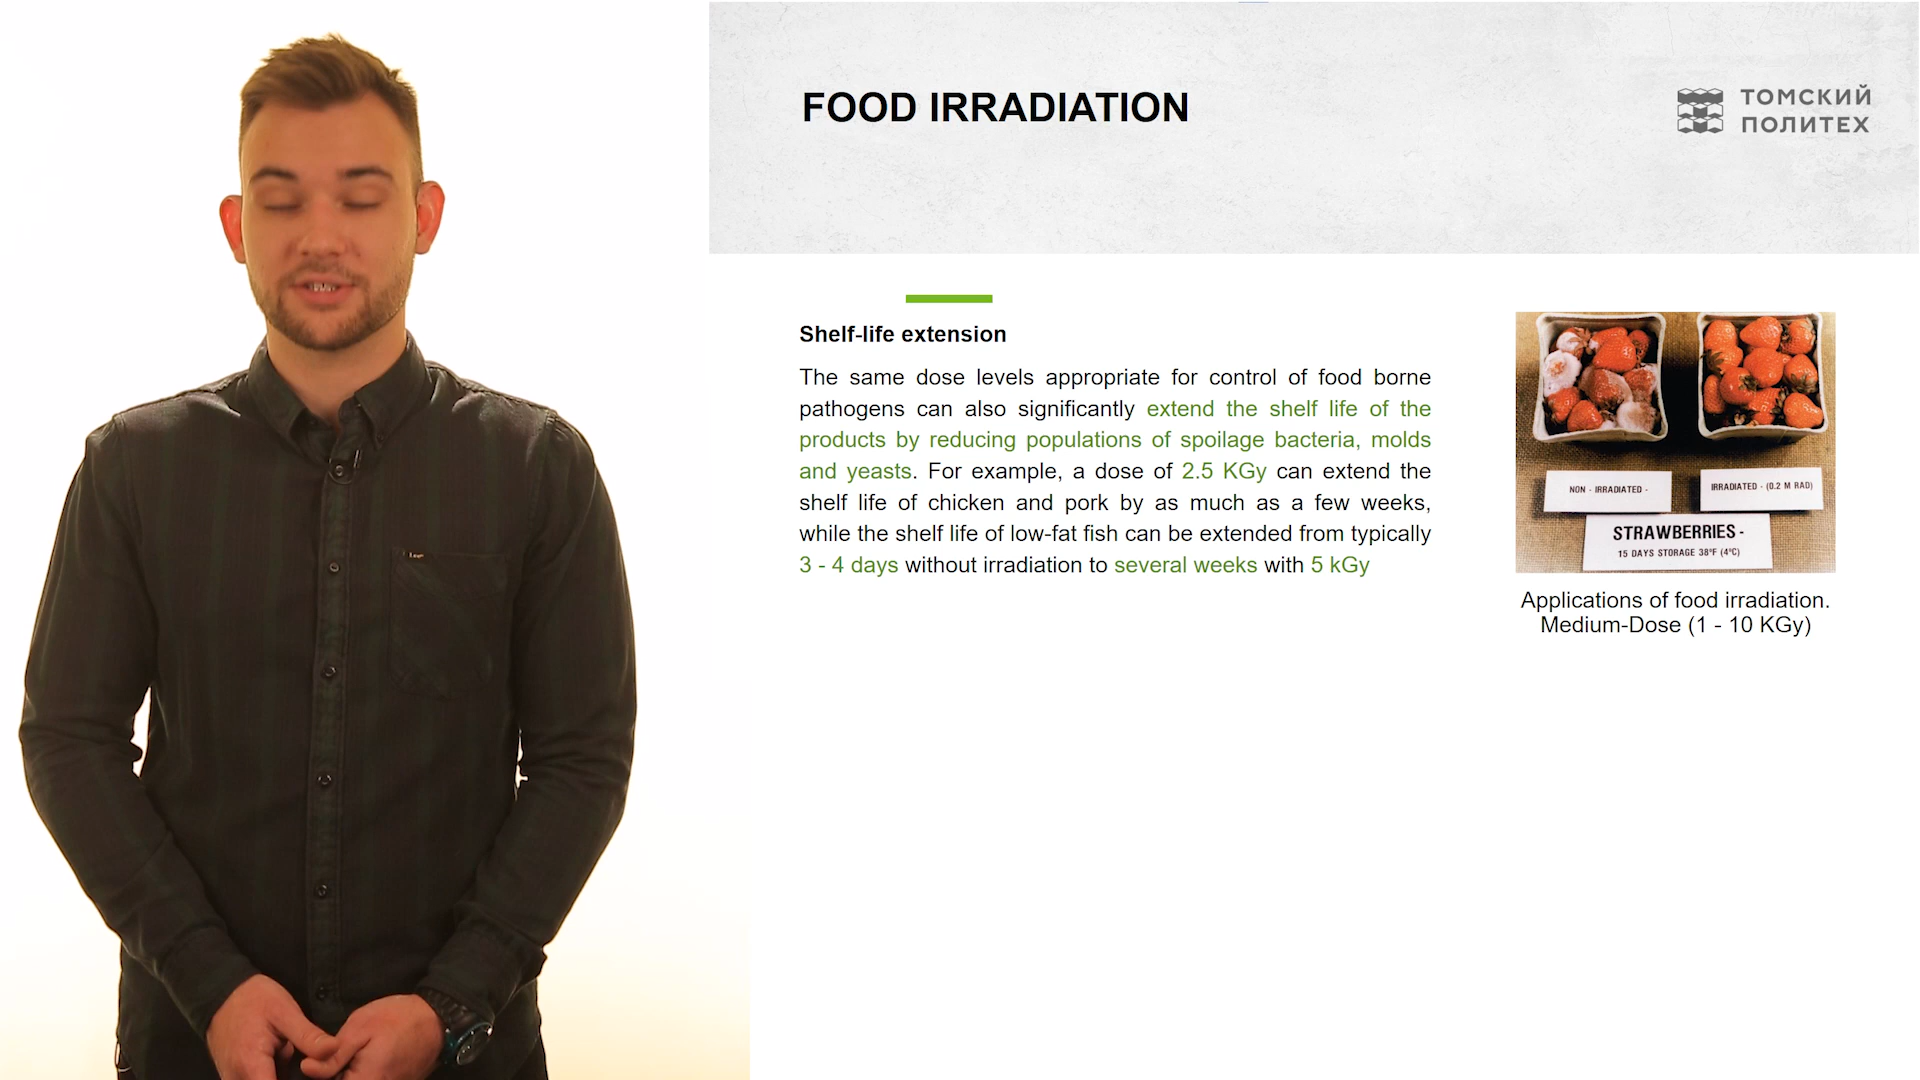 FOOD IRRADIATION
ТОМСКИЙ
ПОЛИТЕХ
Shelf-life extension
The same dose levels appropriate for control of food borne
pathogens can also significantly extend the shelf life of the
products by reducing populations of spoilage bacteria, molds
and yeasts. For example, a dose of 2.5 KGy can extend the
shelf life of chicken and pork by as much as a few weeks,
while the shelf life of low-fat fish can be extended from typically
3 - 4 days without irradiation to several weeks with 5 kGy
NON - IRRADIATED -
IRRADIATED - (0.2 M RAD)
STRAWBERRIES -
15 DAYS STORAGE 38°F (4°C)
Applications of food irradiation.
Medium-Dose (1 - 10 KGy)